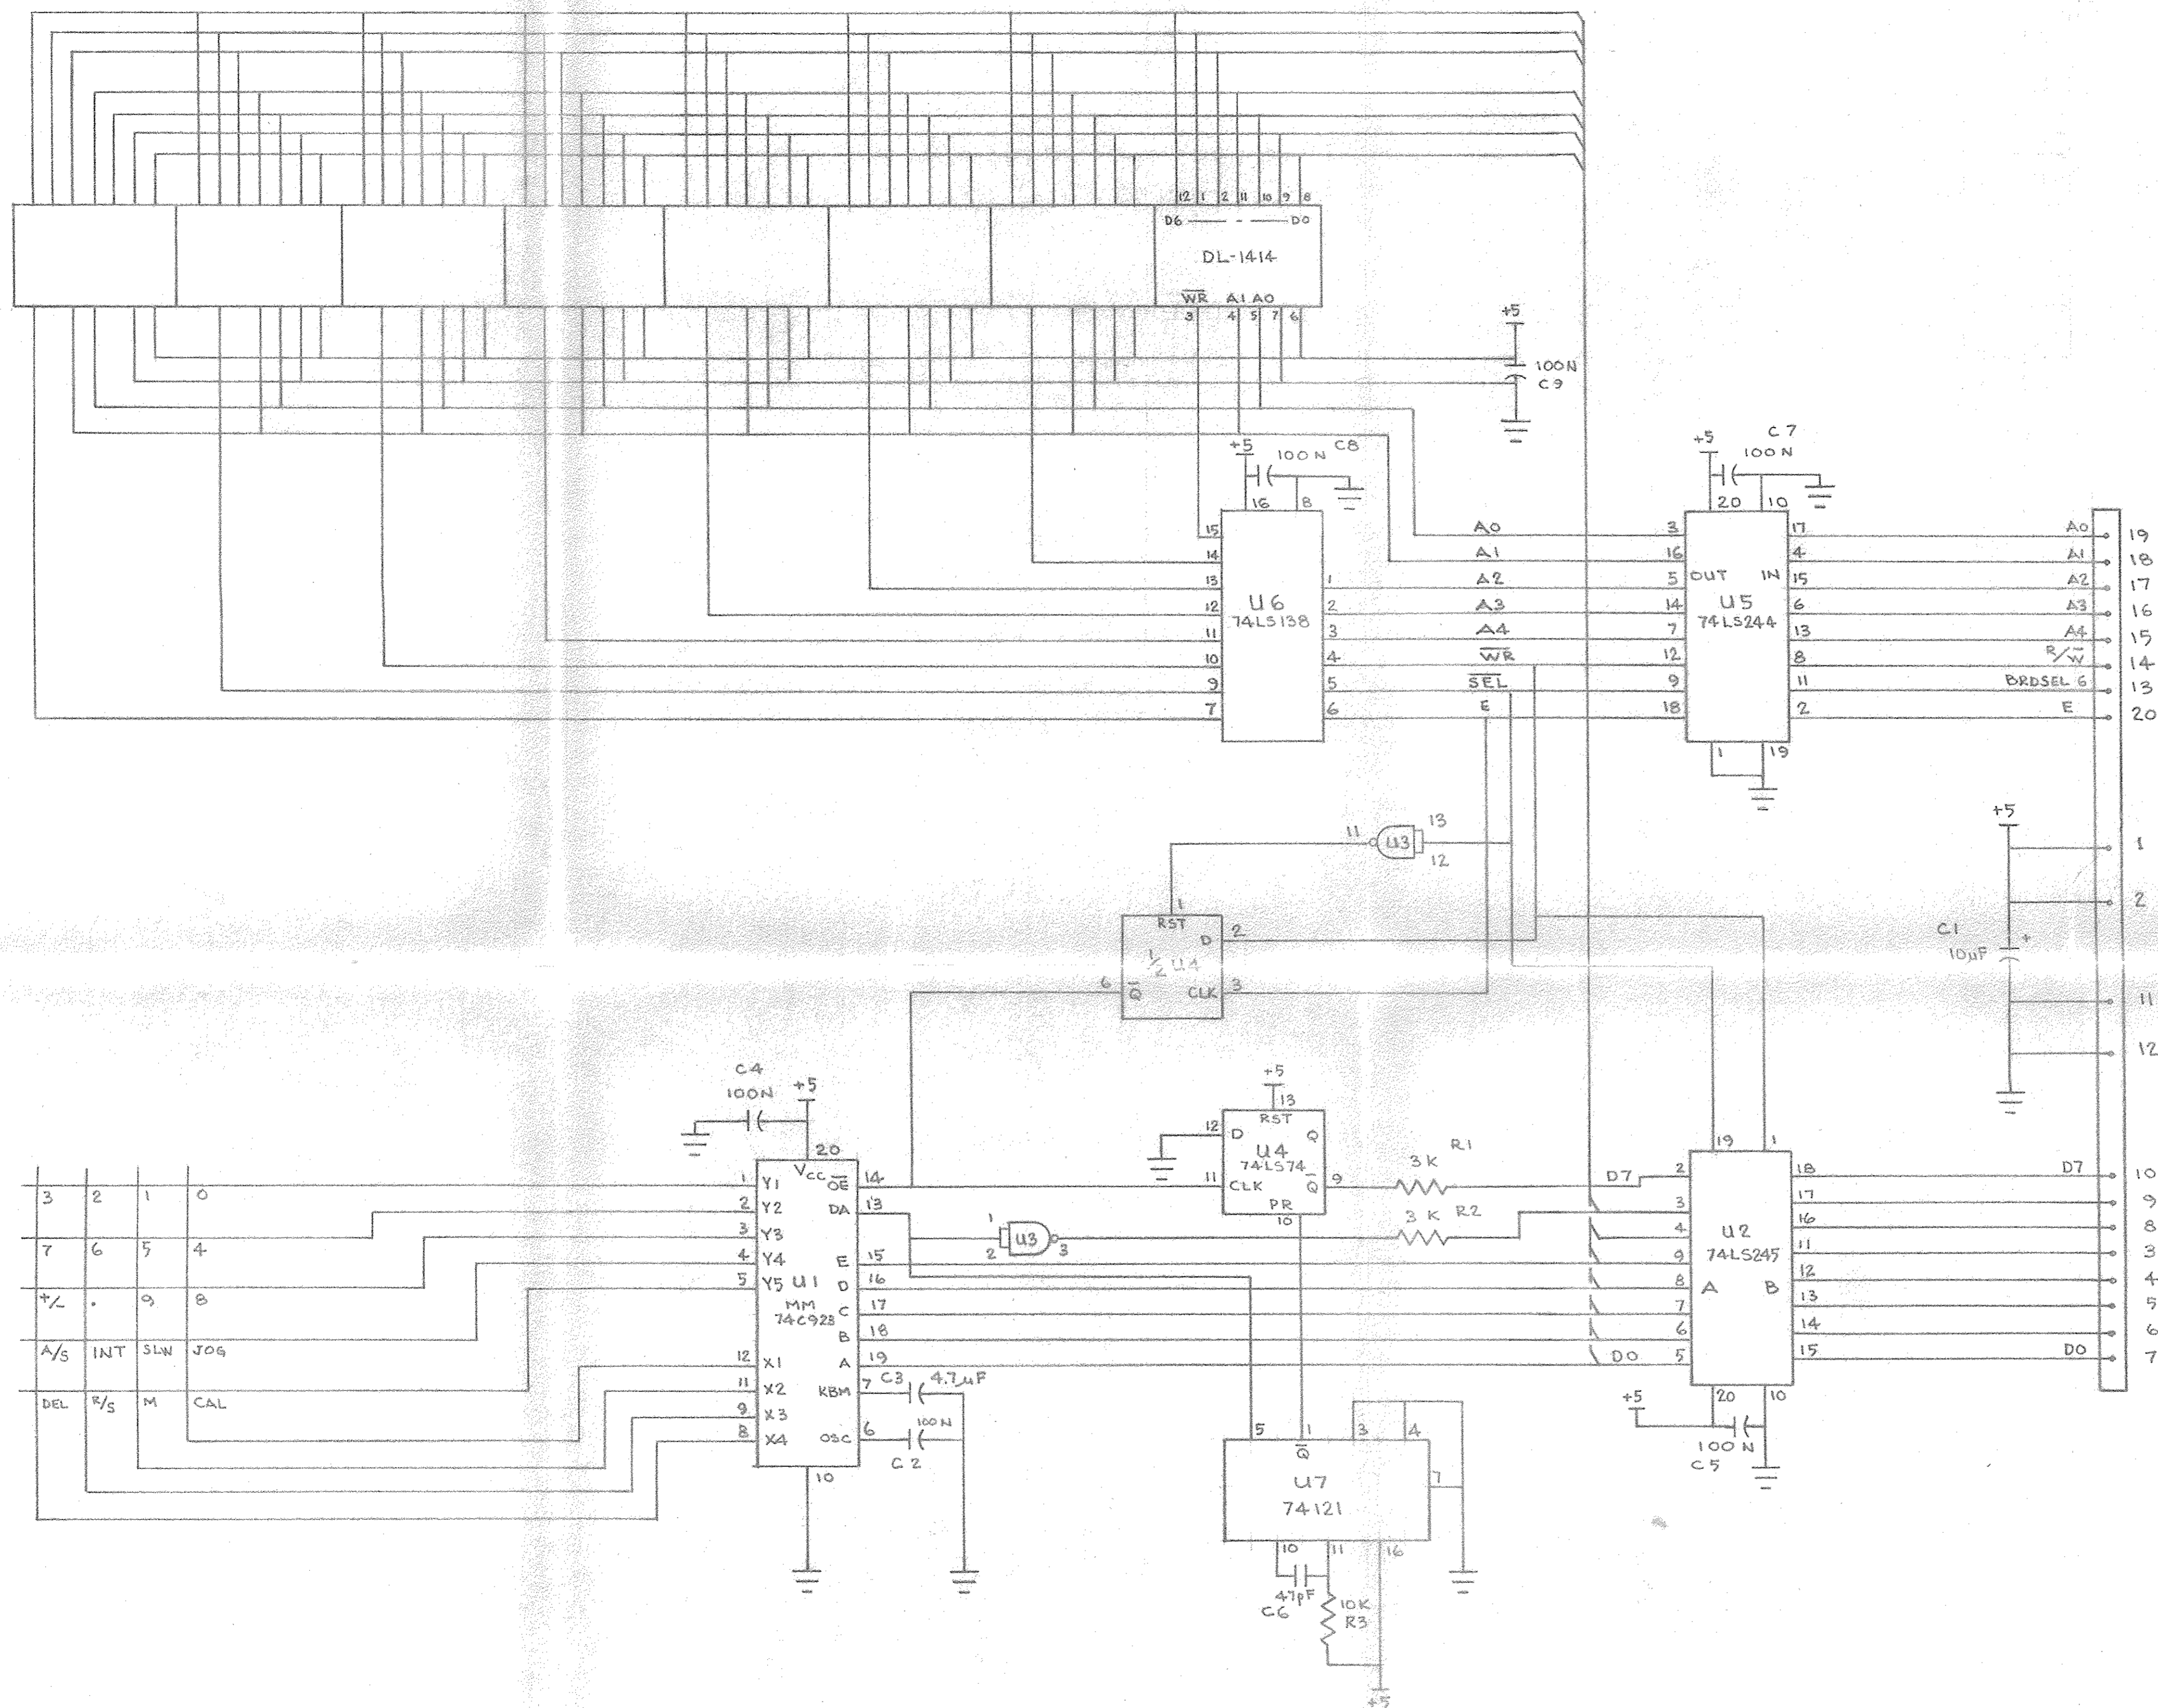 12 1 2 11 10 9 8
D6 — - — D0
DL-1414
WR A1 A0
3 4 5 7 6
+5
100N
C9
+5
100N C8
16 8
15
14
13
12
11
10
9
7
U6
74LS138
1
2
3
4
5
6
A0
A1
A2
A3
A4
WR
SEL
E
+5
C7
100N
20 10
3
16
5
14
7
12
9
18
OUT IN
U5
74LS244
17
4
15
6
13
8
11
2
1 19
A0 19
A1 18
A2 17
A3 16
A4 15
R/W 14
BRDSEL 6 13
E 20
+5
1
2
C1
10µF
+
11
12
11 U3 13
12
1
RST
D 2
1/2 U4
6 Q CLK 3
C4
100N +5
20
VCC
1 Y1
2 Y2
3 Y3
4 Y4
5 Y5
U1
MM
74C923
12 X1
11 X2
9 X3
8 X4
OE 14
DA 13
E 15
D 16
C 17
B 18
A 19
KBM 7
OSC 6
10
C3 4.7µF
100N
C2
3 2 1 0
7 6 5 4
+/- . 9 8
A/S INT SLW JOG
DEL R/S M CAL
1
2 U3 3
+5
13
RST
12 D Q
U4
74LS74
11 CLK Q 9
PR
10
R1
3K
3K R2
D7
D0
19 1
2
3
4
9
8
7
6
5
U2
74LS245
A B
18
17
16
11
12
13
14
15
D7 10
9
8
3
4
5
6
D0 7
20 10
+5
100N
C5
5 1 3 4
Q
U7
74121
7
10 11 16
47pF
C6
10K
R3
+5